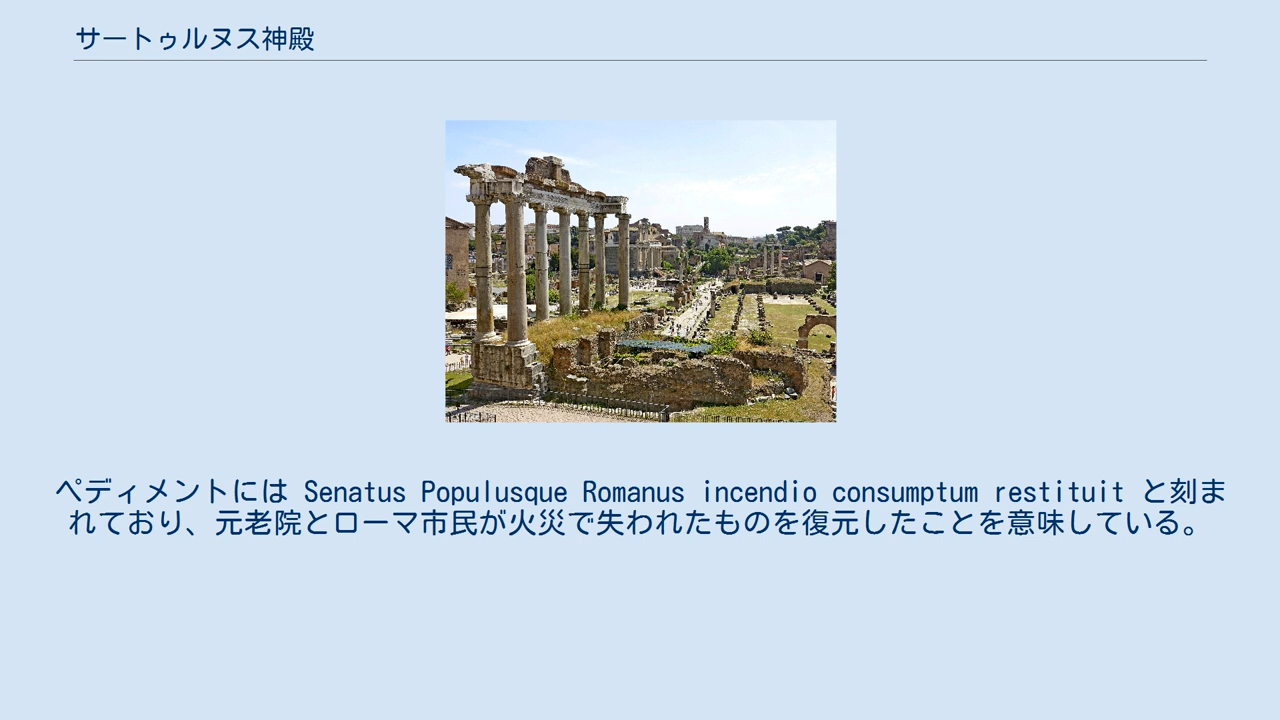 サートゥルヌス神殿
ペディメントには Senatus Populusque Romanus incendio consumptum restituit と刻ま
れており、元老院とローマ市民が火災で失われたものを復元したことを意味している。